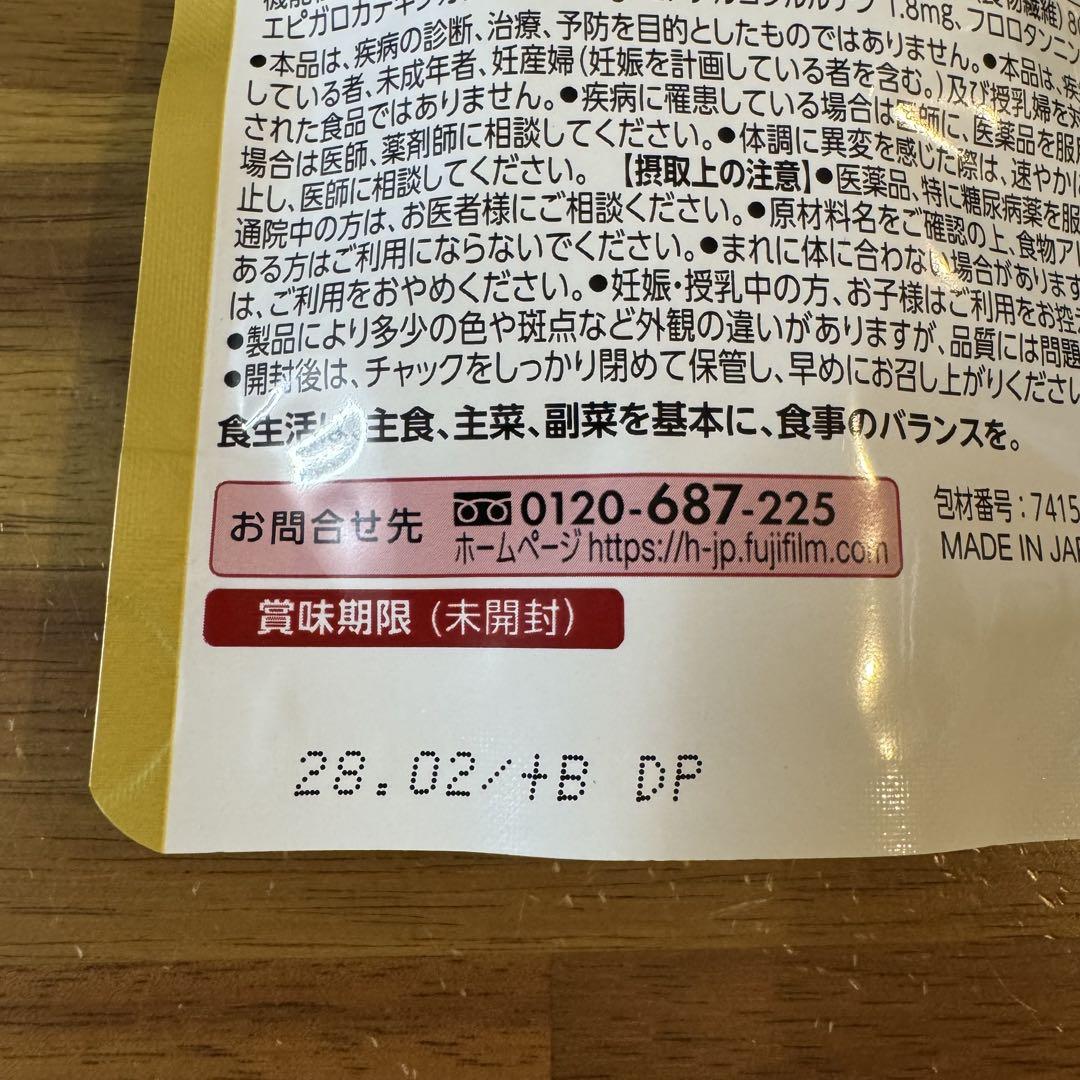 エピガロカテキンガ 1.8mg、フロロタンニン
●本品は、疾病の診断、治療、予防を目的としたものではありません。●本品は、疾
している者、未成年者、妊産婦(妊娠を計画している者を含む。)及び授乳婦を対
された食品ではありません。●疾病に罹患している場合は医師に、医薬品を服用
場合は医師、薬剤師に相談してください。●体調に異変を感じた際は、速やかに
止し、医師に相談してください。【摂取上の注意】●医薬品、特に糖尿病薬を服
通院中の方は、お医者様にご相談ください。●原材料名をご確認の上、食物アレ
ある方はご利用にならないでください。●まれに体に合わない場合があります
は、ご利用をおやめください。●妊娠・授乳中の方、お子様はご利用をお控え
●製品により多少の色や斑点など外観の違いがありますが、品質には問題
●開封後は、チャックをしっかり閉めて保管し、早めにお召し上がりください
食生活は、主食、主菜、副菜を基本に、食事のバランスを。
お問合せ先 0120-687-225
ホームページ https://h-jp.fujifilm.com
包材番号:7415
MADE IN JAP
賞味期限(未開封)
28.02/+B DP